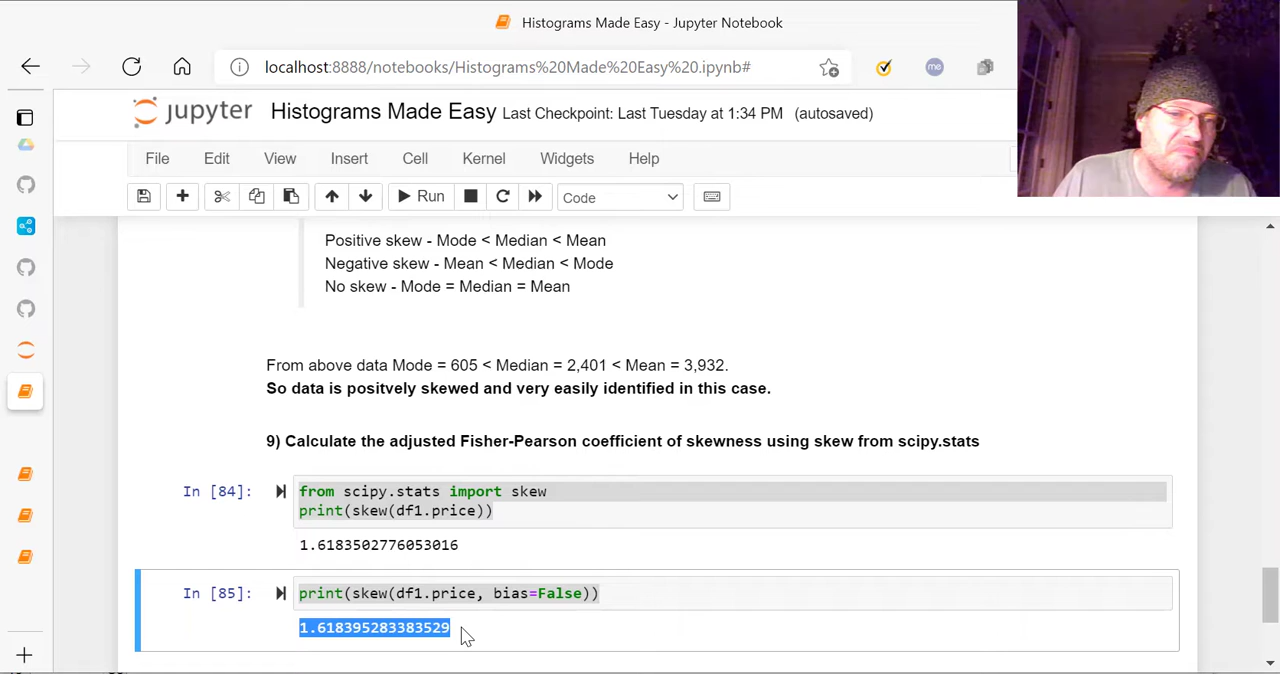 Histograms Made Easy - Jupyter Notebook
localhost:8888/notebooks/Histograms%20Made%20Easy%20.ipynb#
me
jupyter Histograms Made Easy Last Checkpoint: Last Tuesday at 1:34 PM (autosaved)
File Edit View Insert Cell Kernel Widgets Help
Run Code
Positive skew - Mode < Median < Mean
Negative skew - Mean < Median < Mode
No skew - Mode = Median = Mean
From above data Mode = 605 < Median = 2,401 < Mean = 3,932.
So data is positvely skewed and very easily identified in this case.
9) Calculate the adjusted Fisher-Pearson coefficient of skewness using skew from scipy.stats
In [84]: from scipy.stats import skew
print(skew(df1.price))
1.6183502776053016
In [85]: print(skew(df1.price, bias=False))
1.618395283383529